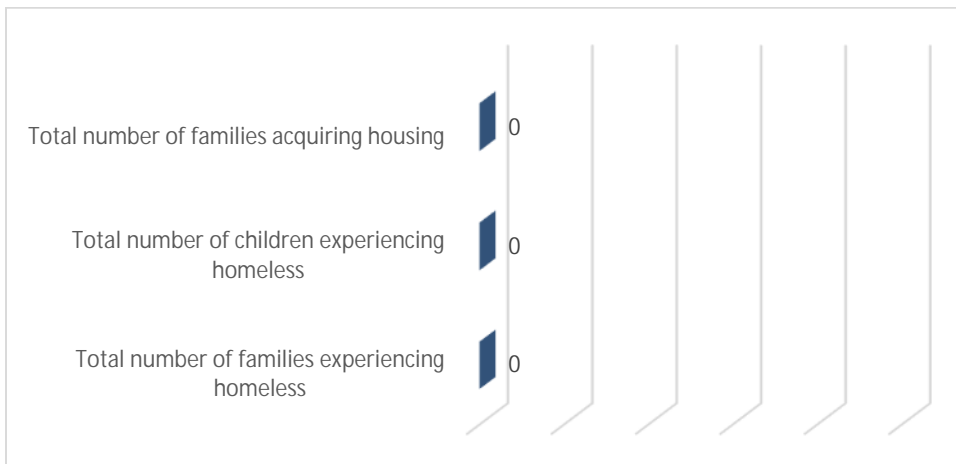 Total number of families acquiring housing
0
Total number of children experiencing
homeless
0
Total number of families experiencing
homeless
0